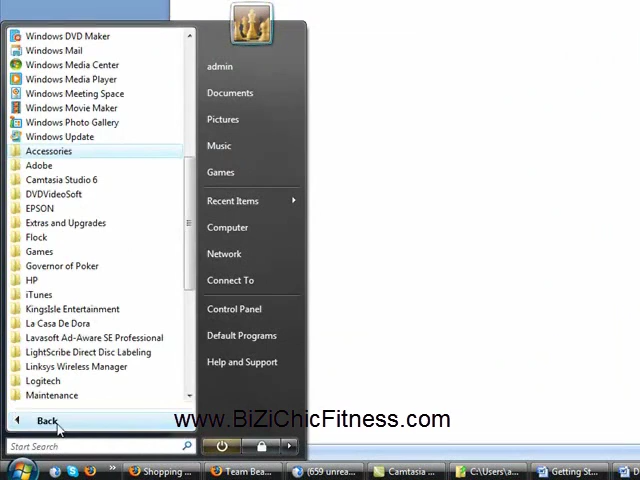 Windows DVD Maker
Windows Mail
Windows Media Center
Windows Media Player
Windows Meeting Space
Windows Movie Maker
Windows Photo Gallery
Windows Update
Accessories
Adobe
Camtasia Studio 6
DVDVideoSoft
EPSON
Extras and Upgrades
Flock
Games
Governor of Poker
HP
iTunes
KingsIsle Entertainment
La Casa De Dora
Lavasoft Ad-Aware SE Professional
LightScribe Direct Disc Labeling
Linksys Wireless Manager
Logitech
Maintenance
Back
Start Search
admin
Documents
Pictures
Music
Games
Recent Items
Computer
Network
Connect To
Control Panel
Default Programs
Help and Support
www.BiZiChicFitness.com
Shopping ...
Team Bea...
(659 unrea...
Camtasia ...
C:\Users\a...
Getting St...
D